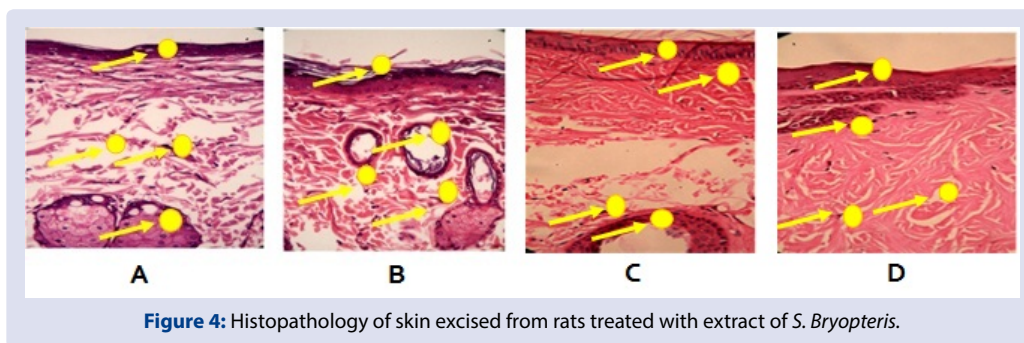 A B C D
Figure 4: Histopathology of skin excised from rats treated with extract of S. Bryopteris.